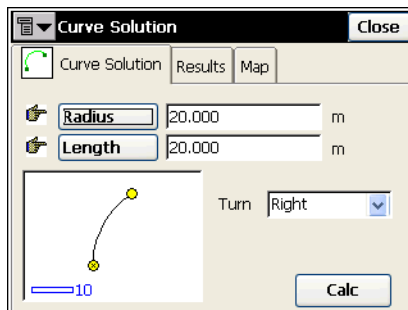 Curve Solution Close
Curve Solution Results Map
Radius 20.000 m
Length 20.000 m
Turn Right
10
Calc